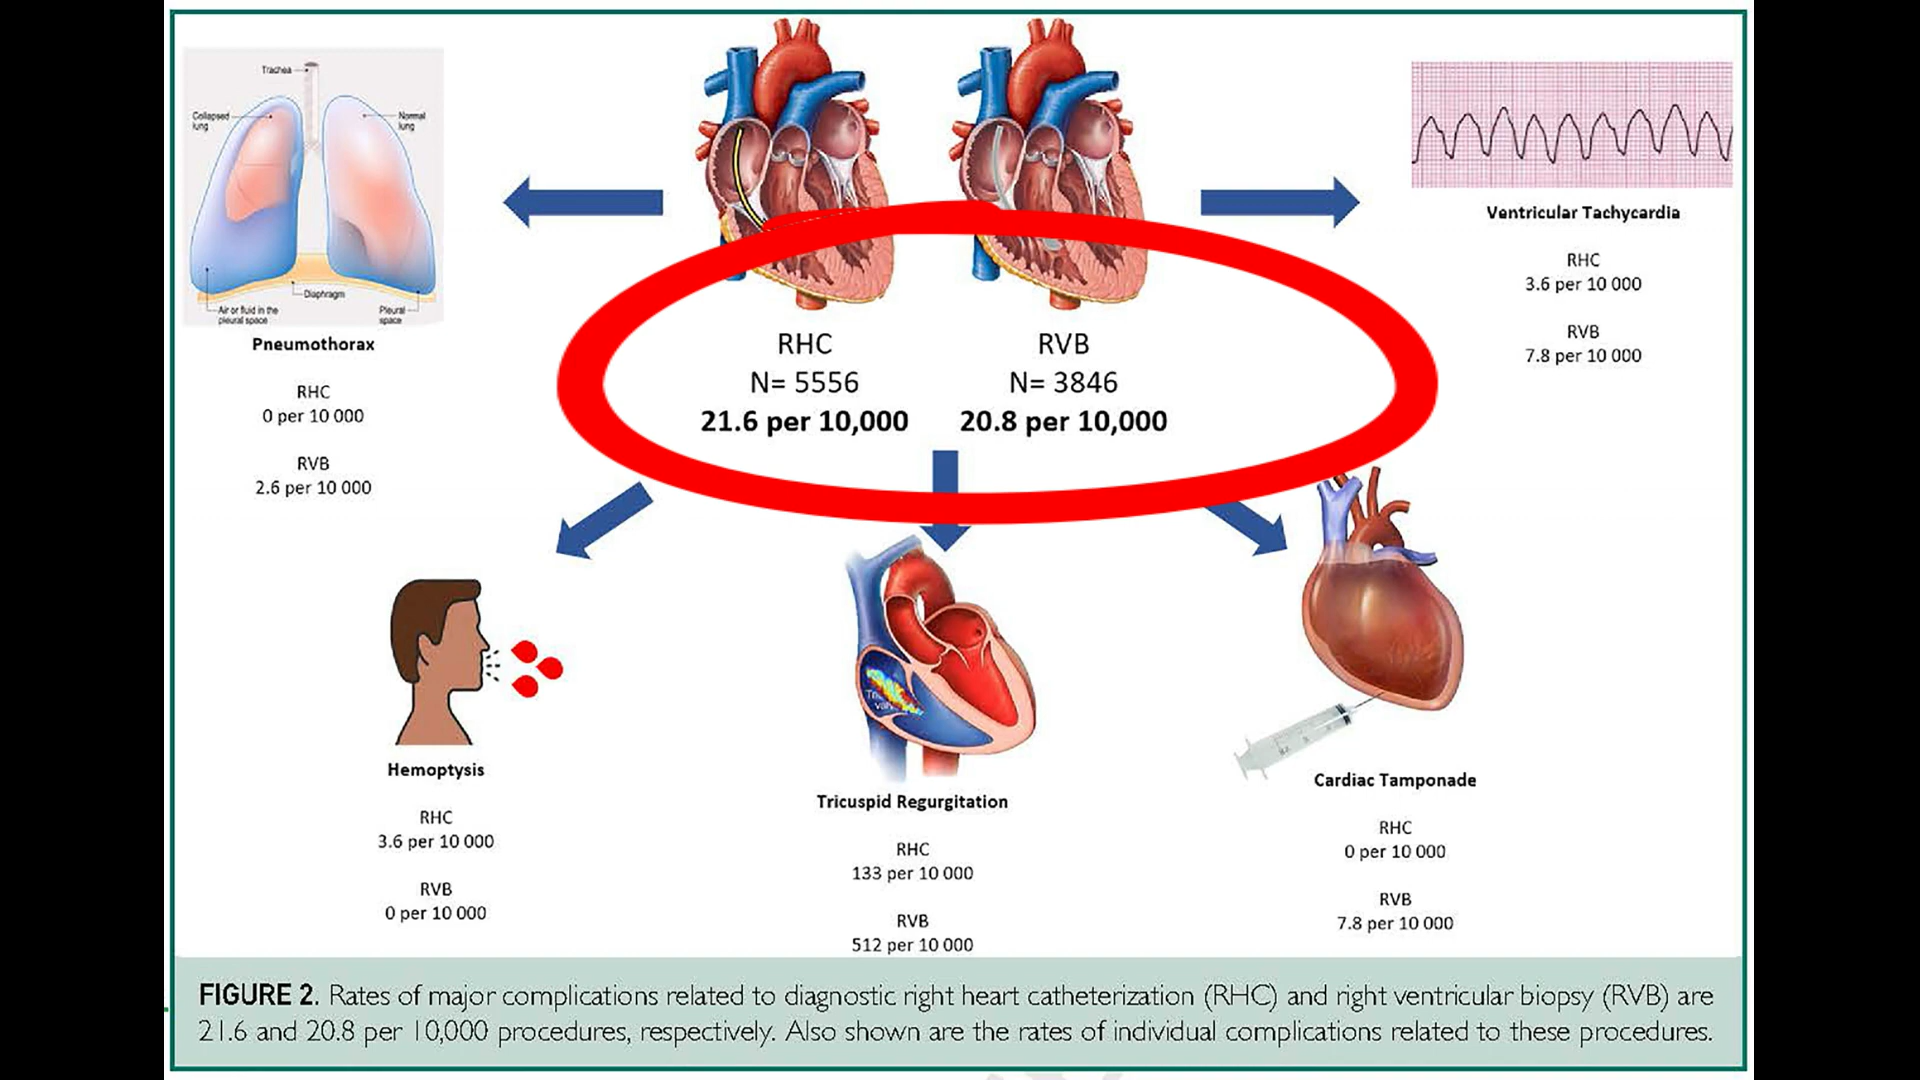 Trachea
Collapsed
lung
Normal
lung
Diaphragm
Air or fluid in the
pleural space
Pleural
space
Pneumothorax
RHC
0 per 10 000
RVB
2.6 per 10 000
RHC
N= 5556
21.6 per 10,000
RVB
N= 3846
20.8 per 10,000
Ventricular Tachycardia
RHC
3.6 per 10 000
RVB
7.8 per 10 000
Hemoptysis
RHC
3.6 per 10 000
RVB
0 per 10 000
Tricuspid Regurgitation
RHC
133 per 10 000
RVB
512 per 10 000
Cardiac Tamponade
RHC
0 per 10 000
RVB
7.8 per 10 000
FIGURE 2. Rates of major complications related to diagnostic right heart catheterization (RHC) and right ventricular biopsy (RVB) are
21.6 and 20.8 per 10,000 procedures, respectively. Also shown are the rates of individual complications related to these procedures.